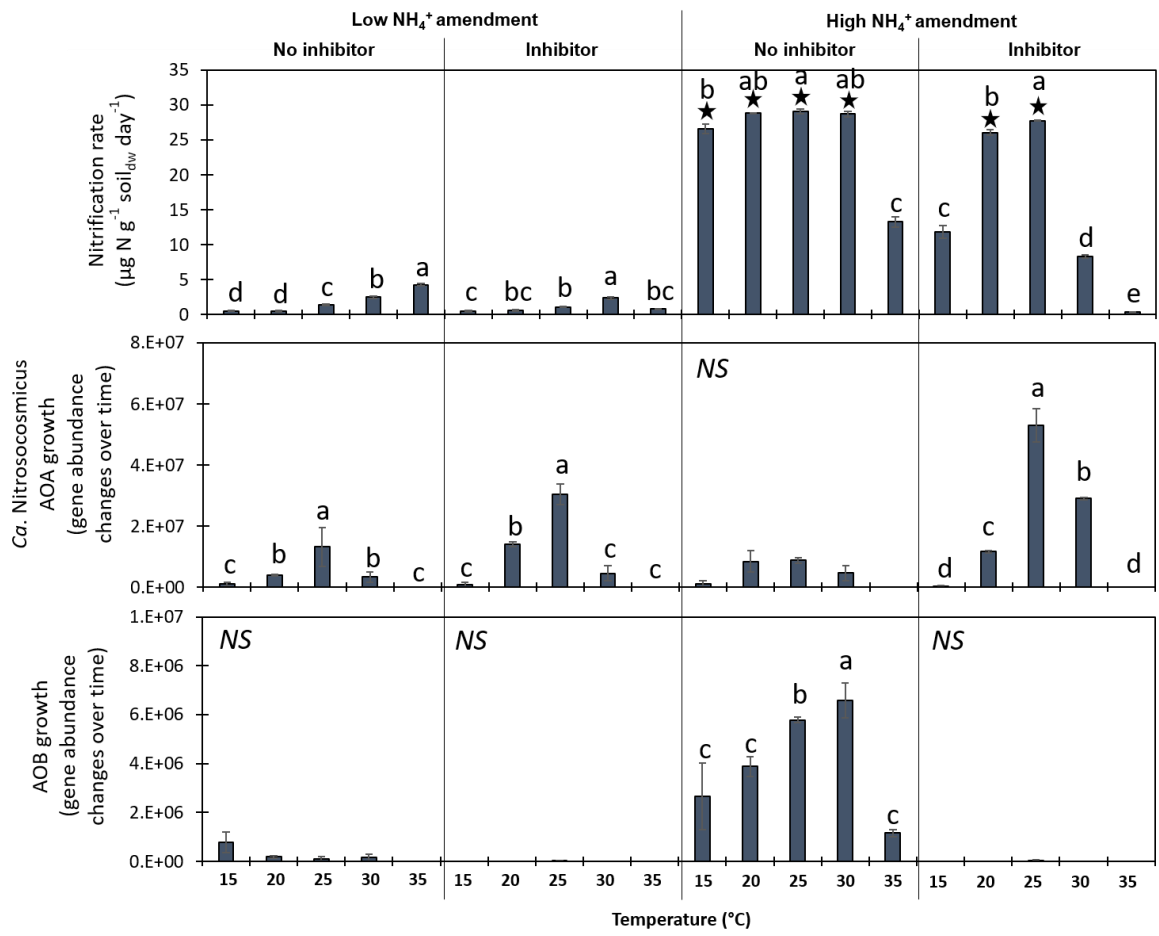 Low NH₄⁺ amendment High NH₄⁺ amendment
No inhibitor Inhibitor No inhibitor Inhibitor
Nitrification rate
(µg N g⁻¹ soil_dw day⁻¹)
35
30
25
20
15
10
5
0
d d c b a c bc b a bc b ab a ab c c b a d e
Ca. Nitrosocosmicus
AOA growth
(gene abundance
changes over time)
8.E+07
6.E+07
4.E+07
2.E+07
0.E+00
c b a b c c b a c c NS d c a b d
AOB growth
(gene abundance
changes over time)
1.E+07
8.E+06
6.E+06
4.E+06
2.E+06
0.E+00
NS NS c c b a c NS
15 20 25 30 35 15 20 25 30 35 15 20 25 30 35 15 20 25 30 35
Temperature (°C)